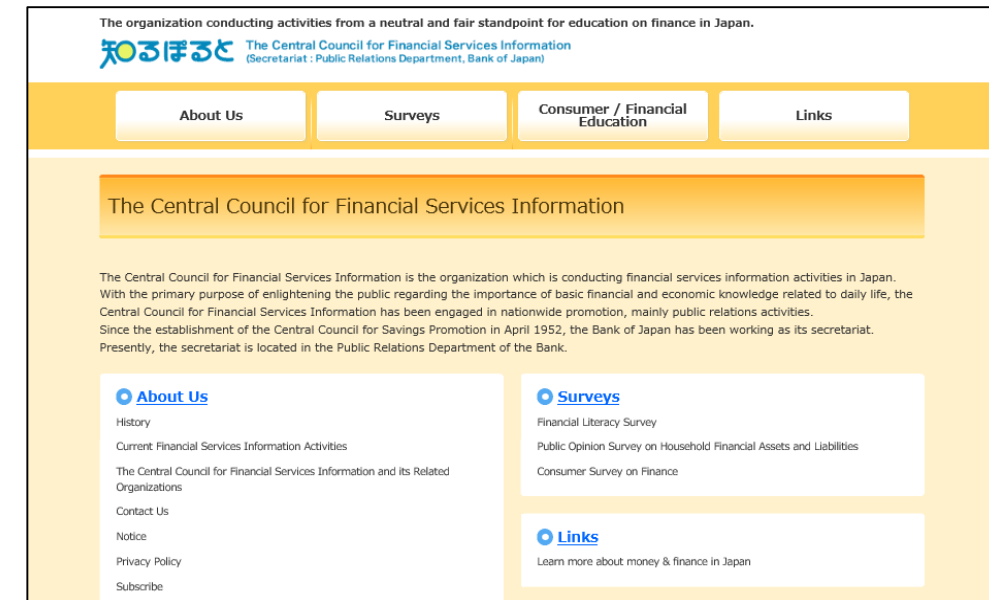 The organization conducting activities from a neutral and fair standpoint for education on finance in Japan.
知るぽると
The Central Council for Financial Services Information
(Secretariat : Public Relations Department, Bank of Japan)
About Us
Surveys
Consumer / Financial
Education
Links
The Central Council for Financial Services Information
The Central Council for Financial Services Information is the organization which is conducting financial services information activities in Japan.
With the primary purpose of enlightening the public regarding the importance of basic financial and economic knowledge related to daily life, the
Central Council for Financial Services Information has been engaged in nationwide promotion, mainly public relations activities.
Since the establishment of the Central Council for Savings Promotion in April 1952, the Bank of Japan has been working as its secretariat.
Presently, the secretariat is located in the Public Relations Department of the Bank.
About Us
History
Current Financial Services Information Activities
The Central Council for Financial Services Information and its Related
Organizations
Contact Us
Notice
Privacy Policy
Subscribe
Surveys
Financial Literacy Survey
Public Opinion Survey on Household Financial Assets and Liabilities
Consumer Survey on Finance
Links
Learn more about money & finance in Japan